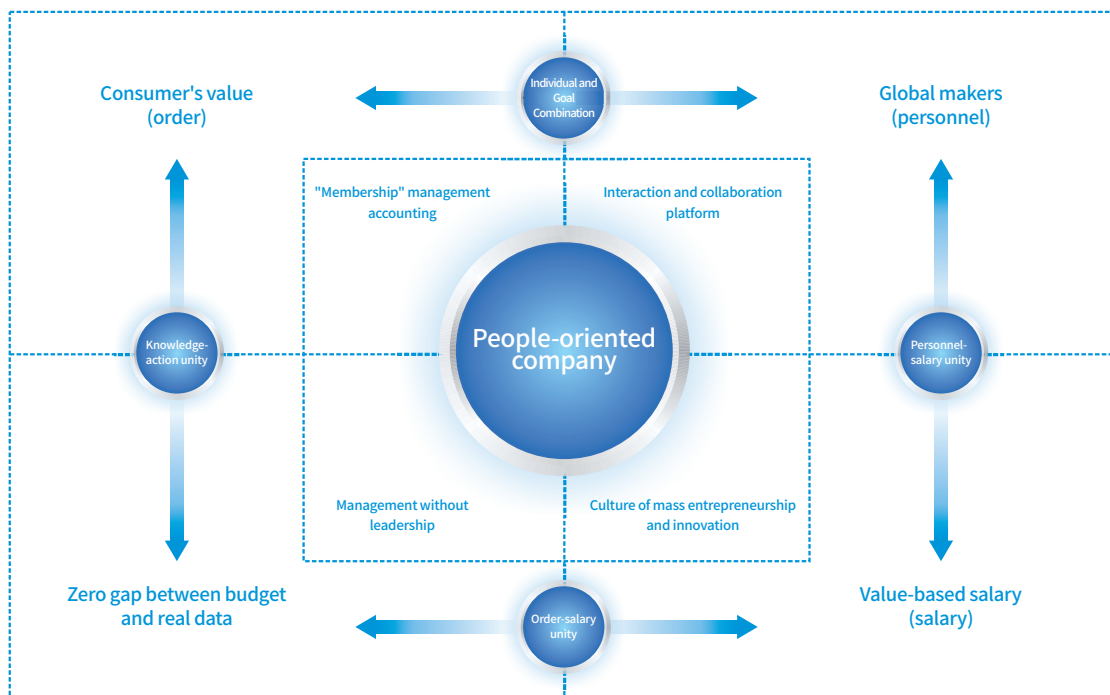 Individual and
Goal
Combination
Consumer's value
(order)
Global makers
(personnel)
"Membership" management
accounting
Interaction and collaboration
platform
People-oriented
company
Knowledge-
action unity
Personnel-
salary unity
Management without
leadership
Culture of mass entrepreneurship
and innovation
Zero gap between budget
and real data
Order-salary
unity
Value-based salary
(salary)